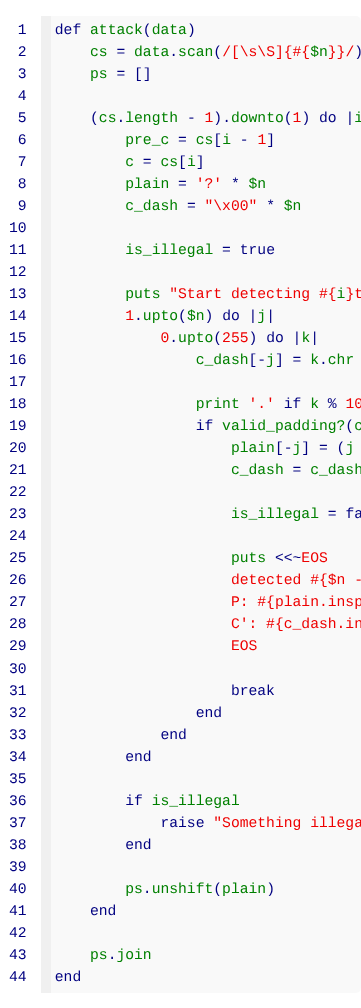 1 def attack(data)
2     cs = data.scan(/[\s\S]{#{$n}}/)
3     ps = []
4
5     (cs.length - 1).downto(1) do |i
6         pre_c = cs[i - 1]
7         c = cs[i]
8         plain = '?' * $n
9         c_dash = "\x00" * $n
10
11         is_illegal = true
12
13         puts "Start detecting #{i}t
14         1.upto($n) do |j|
15             0.upto(255) do |k|
16                 c_dash[-j] = k.chr
17
18                 print '.' if k % 10
19                 if valid_padding?(c
20                     plain[-j] = (j
21                     c_dash = c_dash
22
23                     is_illegal = fa
24
25                     puts <<~EOS
26                     detected #{$n -
27                     P: #{plain.insp
28                     C': #{c_dash.in
29                     EOS
30
31                     break
32                 end
33             end
34         end
35
36         if is_illegal
37             raise "Something illega
38         end
39
40         ps.unshift(plain)
41     end
42
43     ps.join
44 end